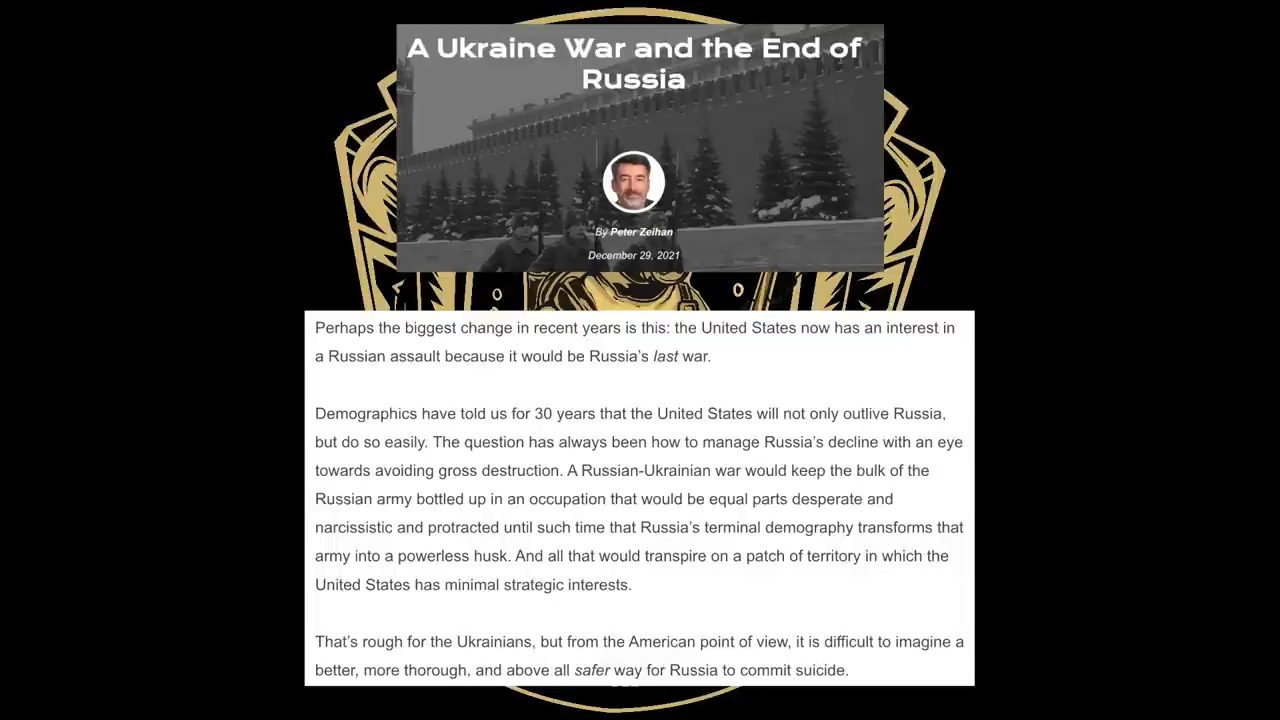 A Ukraine War and the End of
Russia
By Peter Zeihan
December 29, 2021
Perhaps the biggest change in recent years is this: the United States now has an interest in
a Russian assault because it would be Russia's last war.
Demographics have told us for 30 years that the United States will not only outlive Russia,
but do so easily. The question has always been how to manage Russia's decline with an eye
towards avoiding gross destruction. A Russian-Ukrainian war would keep the bulk of the
Russian army bottled up in an occupation that would be equal parts desperate and
narcissistic and protracted until such time that Russia's terminal demography transforms that
army into a powerless husk. And all that would transpire on a patch of territory in which the
United States has minimal strategic interests.
That's rough for the Ukrainians, but from the American point of view, it is difficult to imagine a
better, more thorough, and above all safer way for Russia to commit suicide.